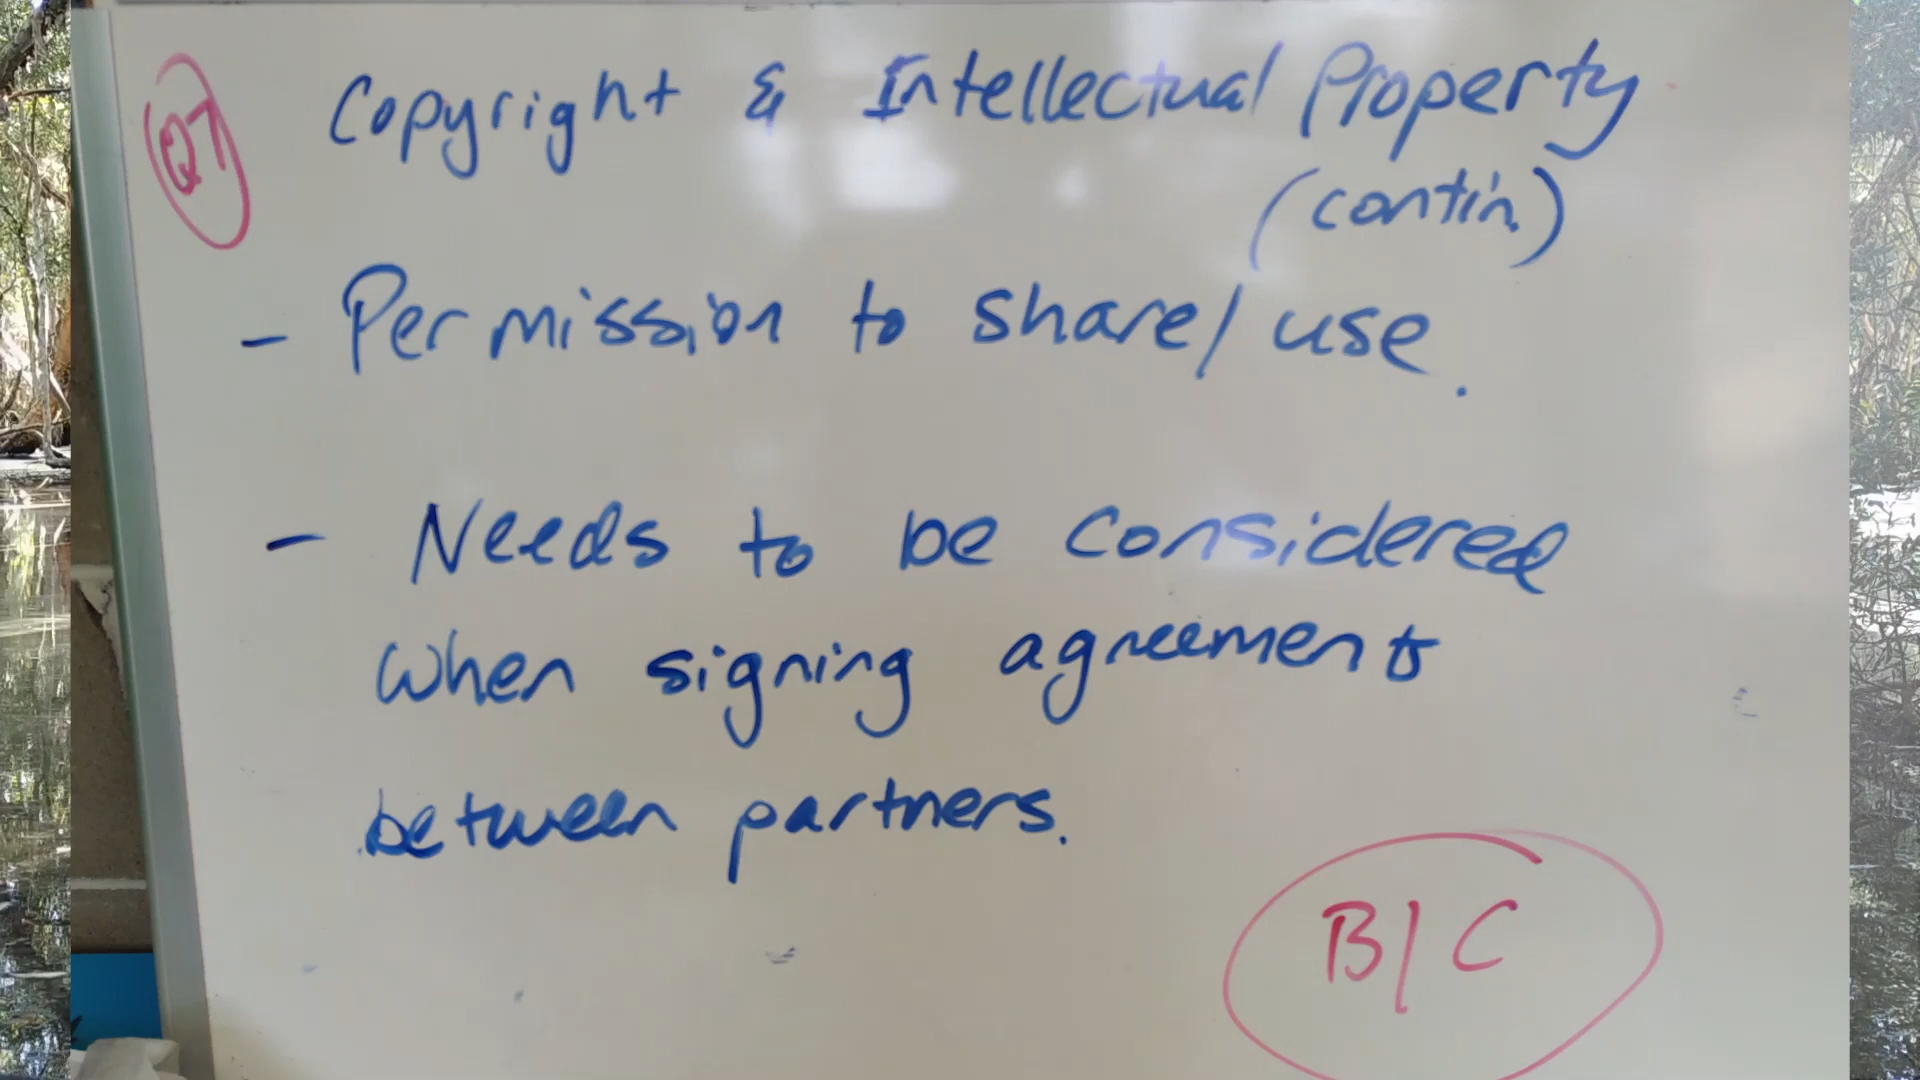 Q7
Copyright & Intellectual Property
(contin.)
- Permission to share/use.
- Needs to be considered
when signing agreements
between partners.
B/C